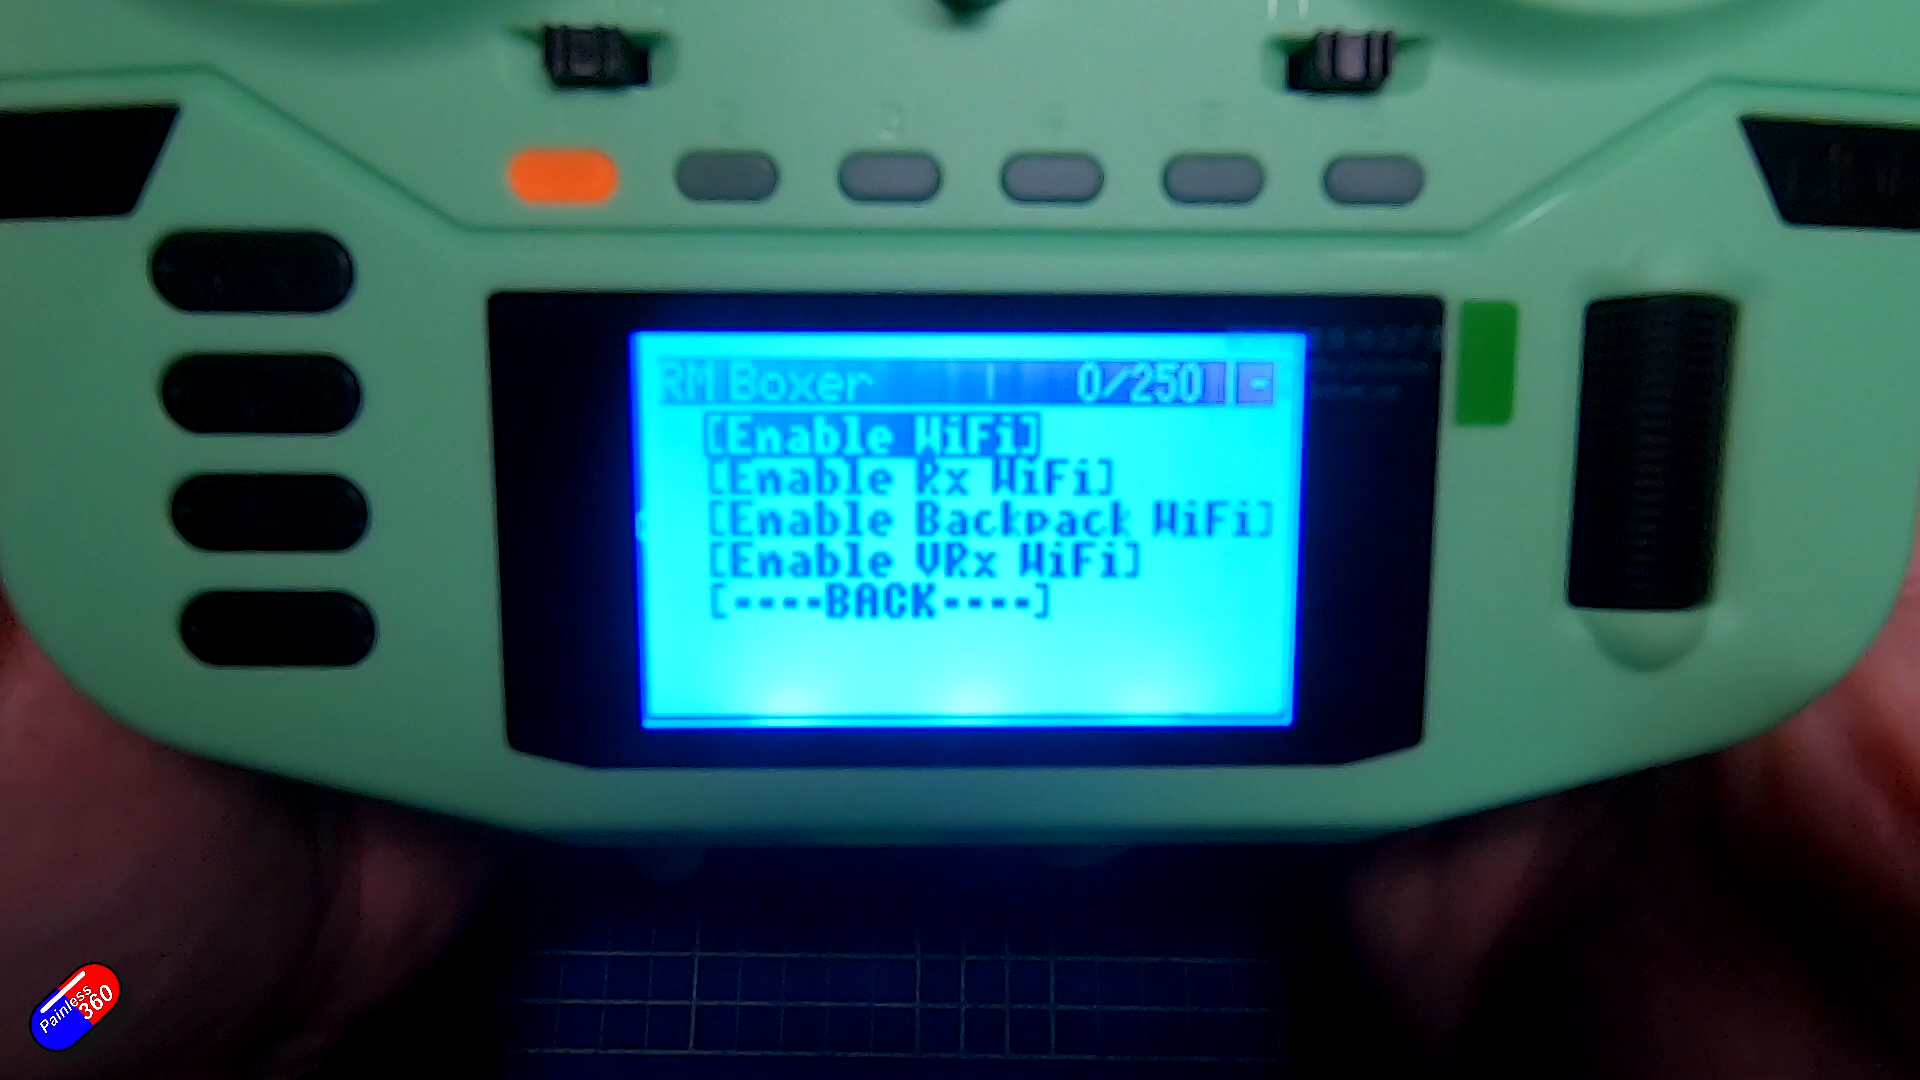 RM Boxer 0/250 -
[Enable WiFi]
[Enable Rx WiFi]
[Enable Backpack WiFi]
[Enable VRx WiFi]
[----BACK----]
Painless
360